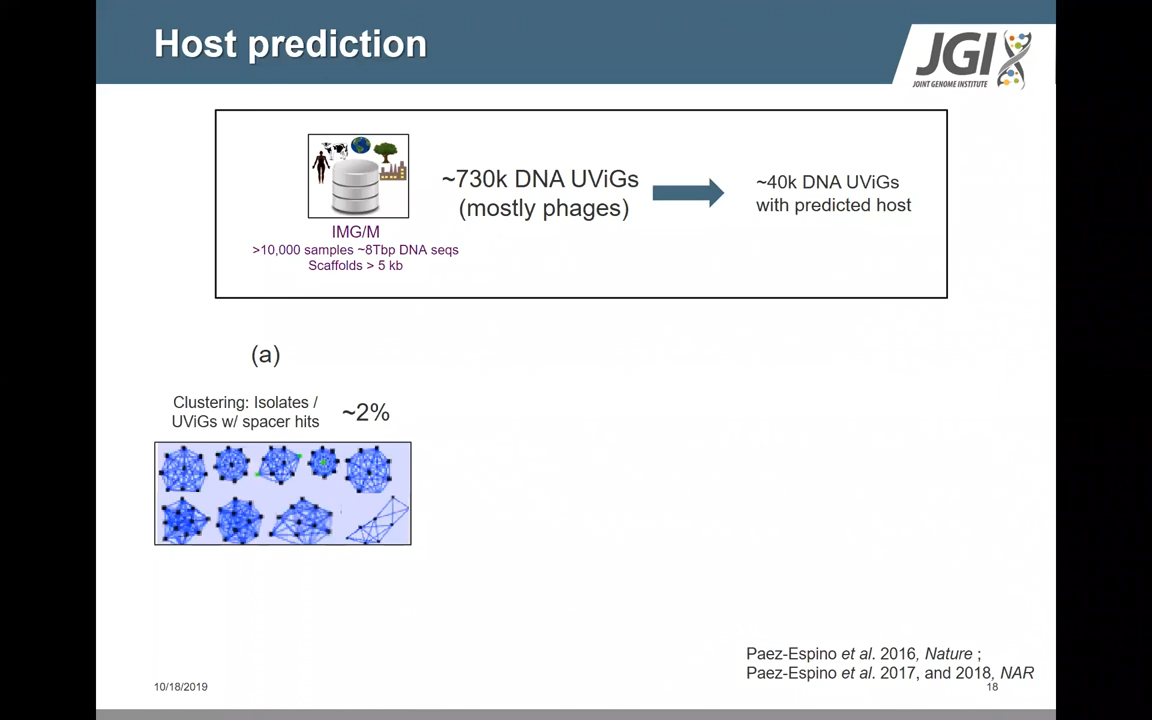 Host prediction
JGI
JOINT GENOME INSTITUTE
~730k DNA UViGs
(mostly phages)
~40k DNA UViGs
with predicted host
IMG/M
>10,000 samples ~8Tbp DNA seqs
Scaffolds > 5 kb
(a)
Clustering: Isolates /
UViGs w/ spacer hits
~2%
Paez-Espino et al. 2016, Nature ;
Paez-Espino et al. 2017, and 2018, NAR
10/18/2019
18